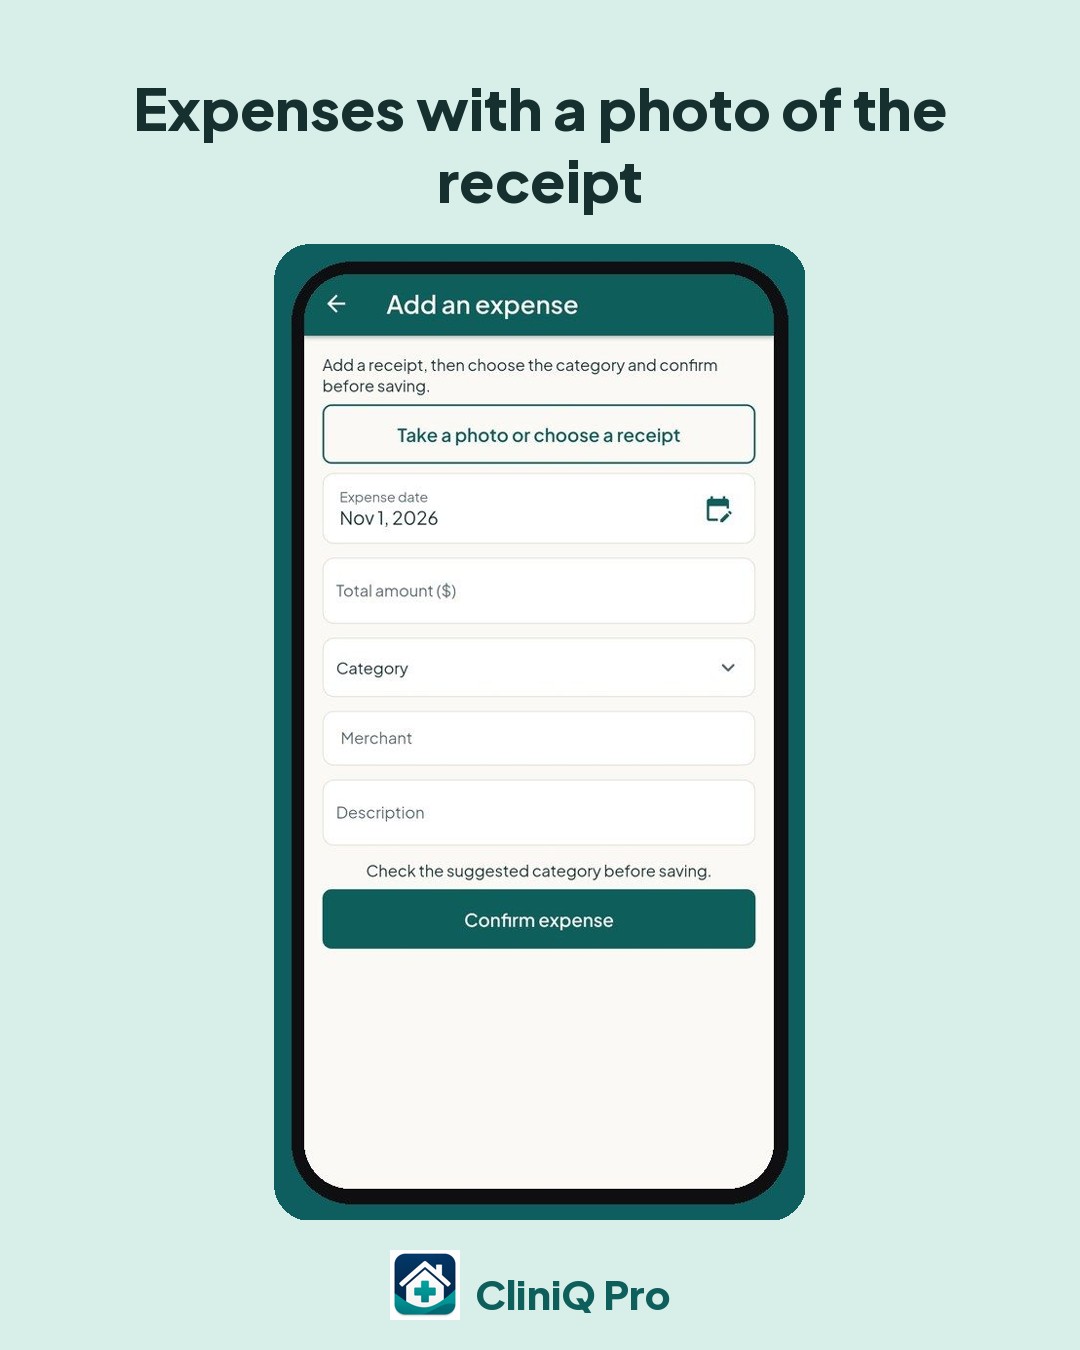 Expenses with a photo of the
receipt
Add an expense
Add a receipt, then choose the category and confirm
before saving.
Take a photo or choose a receipt
Expense date
Nov 1, 2026
Total amount ($)
Category
Merchant
Description
Check the suggested category before saving.
Confirm expense
CliniQ Pro